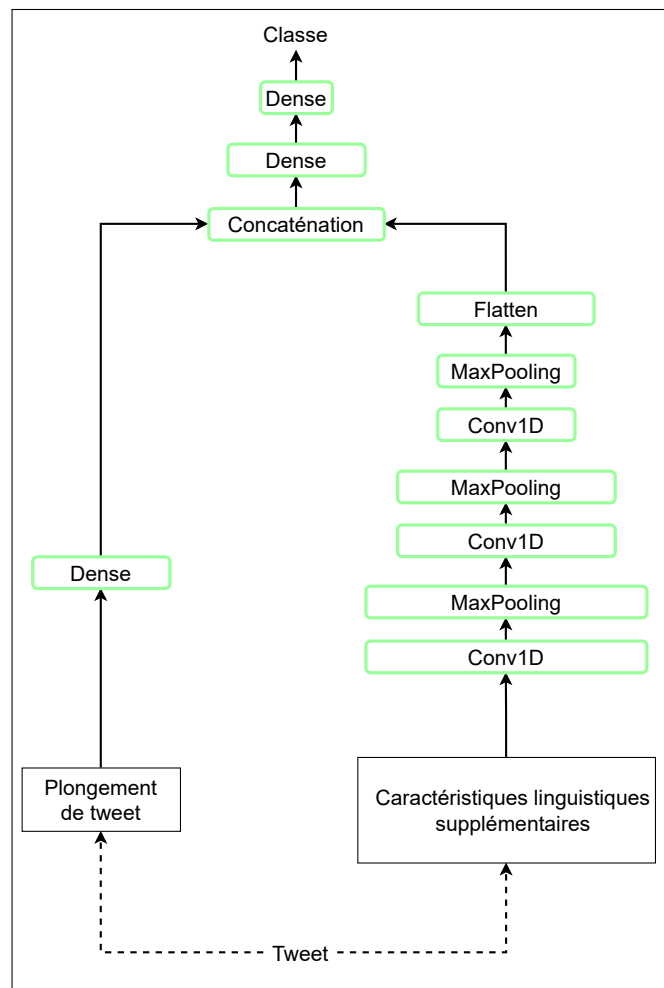 Classe
Dense
Dense
Concaténation
Flatten
MaxPooling
Conv1D
MaxPooling
Conv1D
Dense
MaxPooling
Conv1D
Plongement
de tweet
Caractéristiques linguistiques
supplémentaires
Tweet